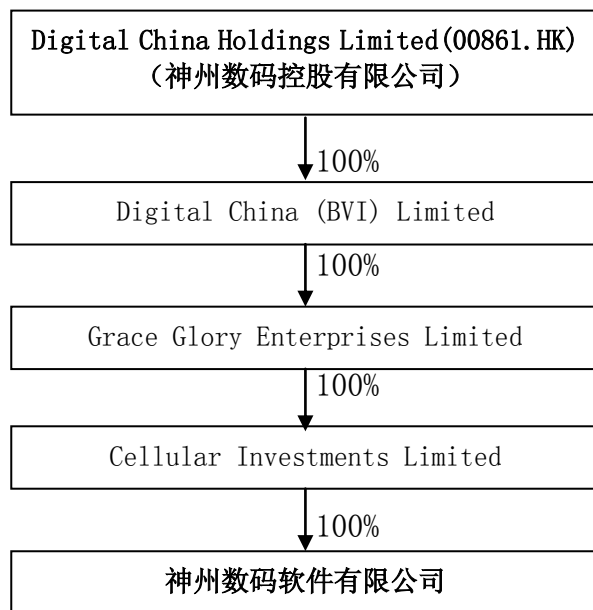 Digital China Holdings Limited(00861.HK)
（神州数码控股有限公司）
100%
Digital China (BVI) Limited
100%
Grace Glory Enterprises Limited
100%
Cellular Investments Limited
100%
神州数码软件有限公司